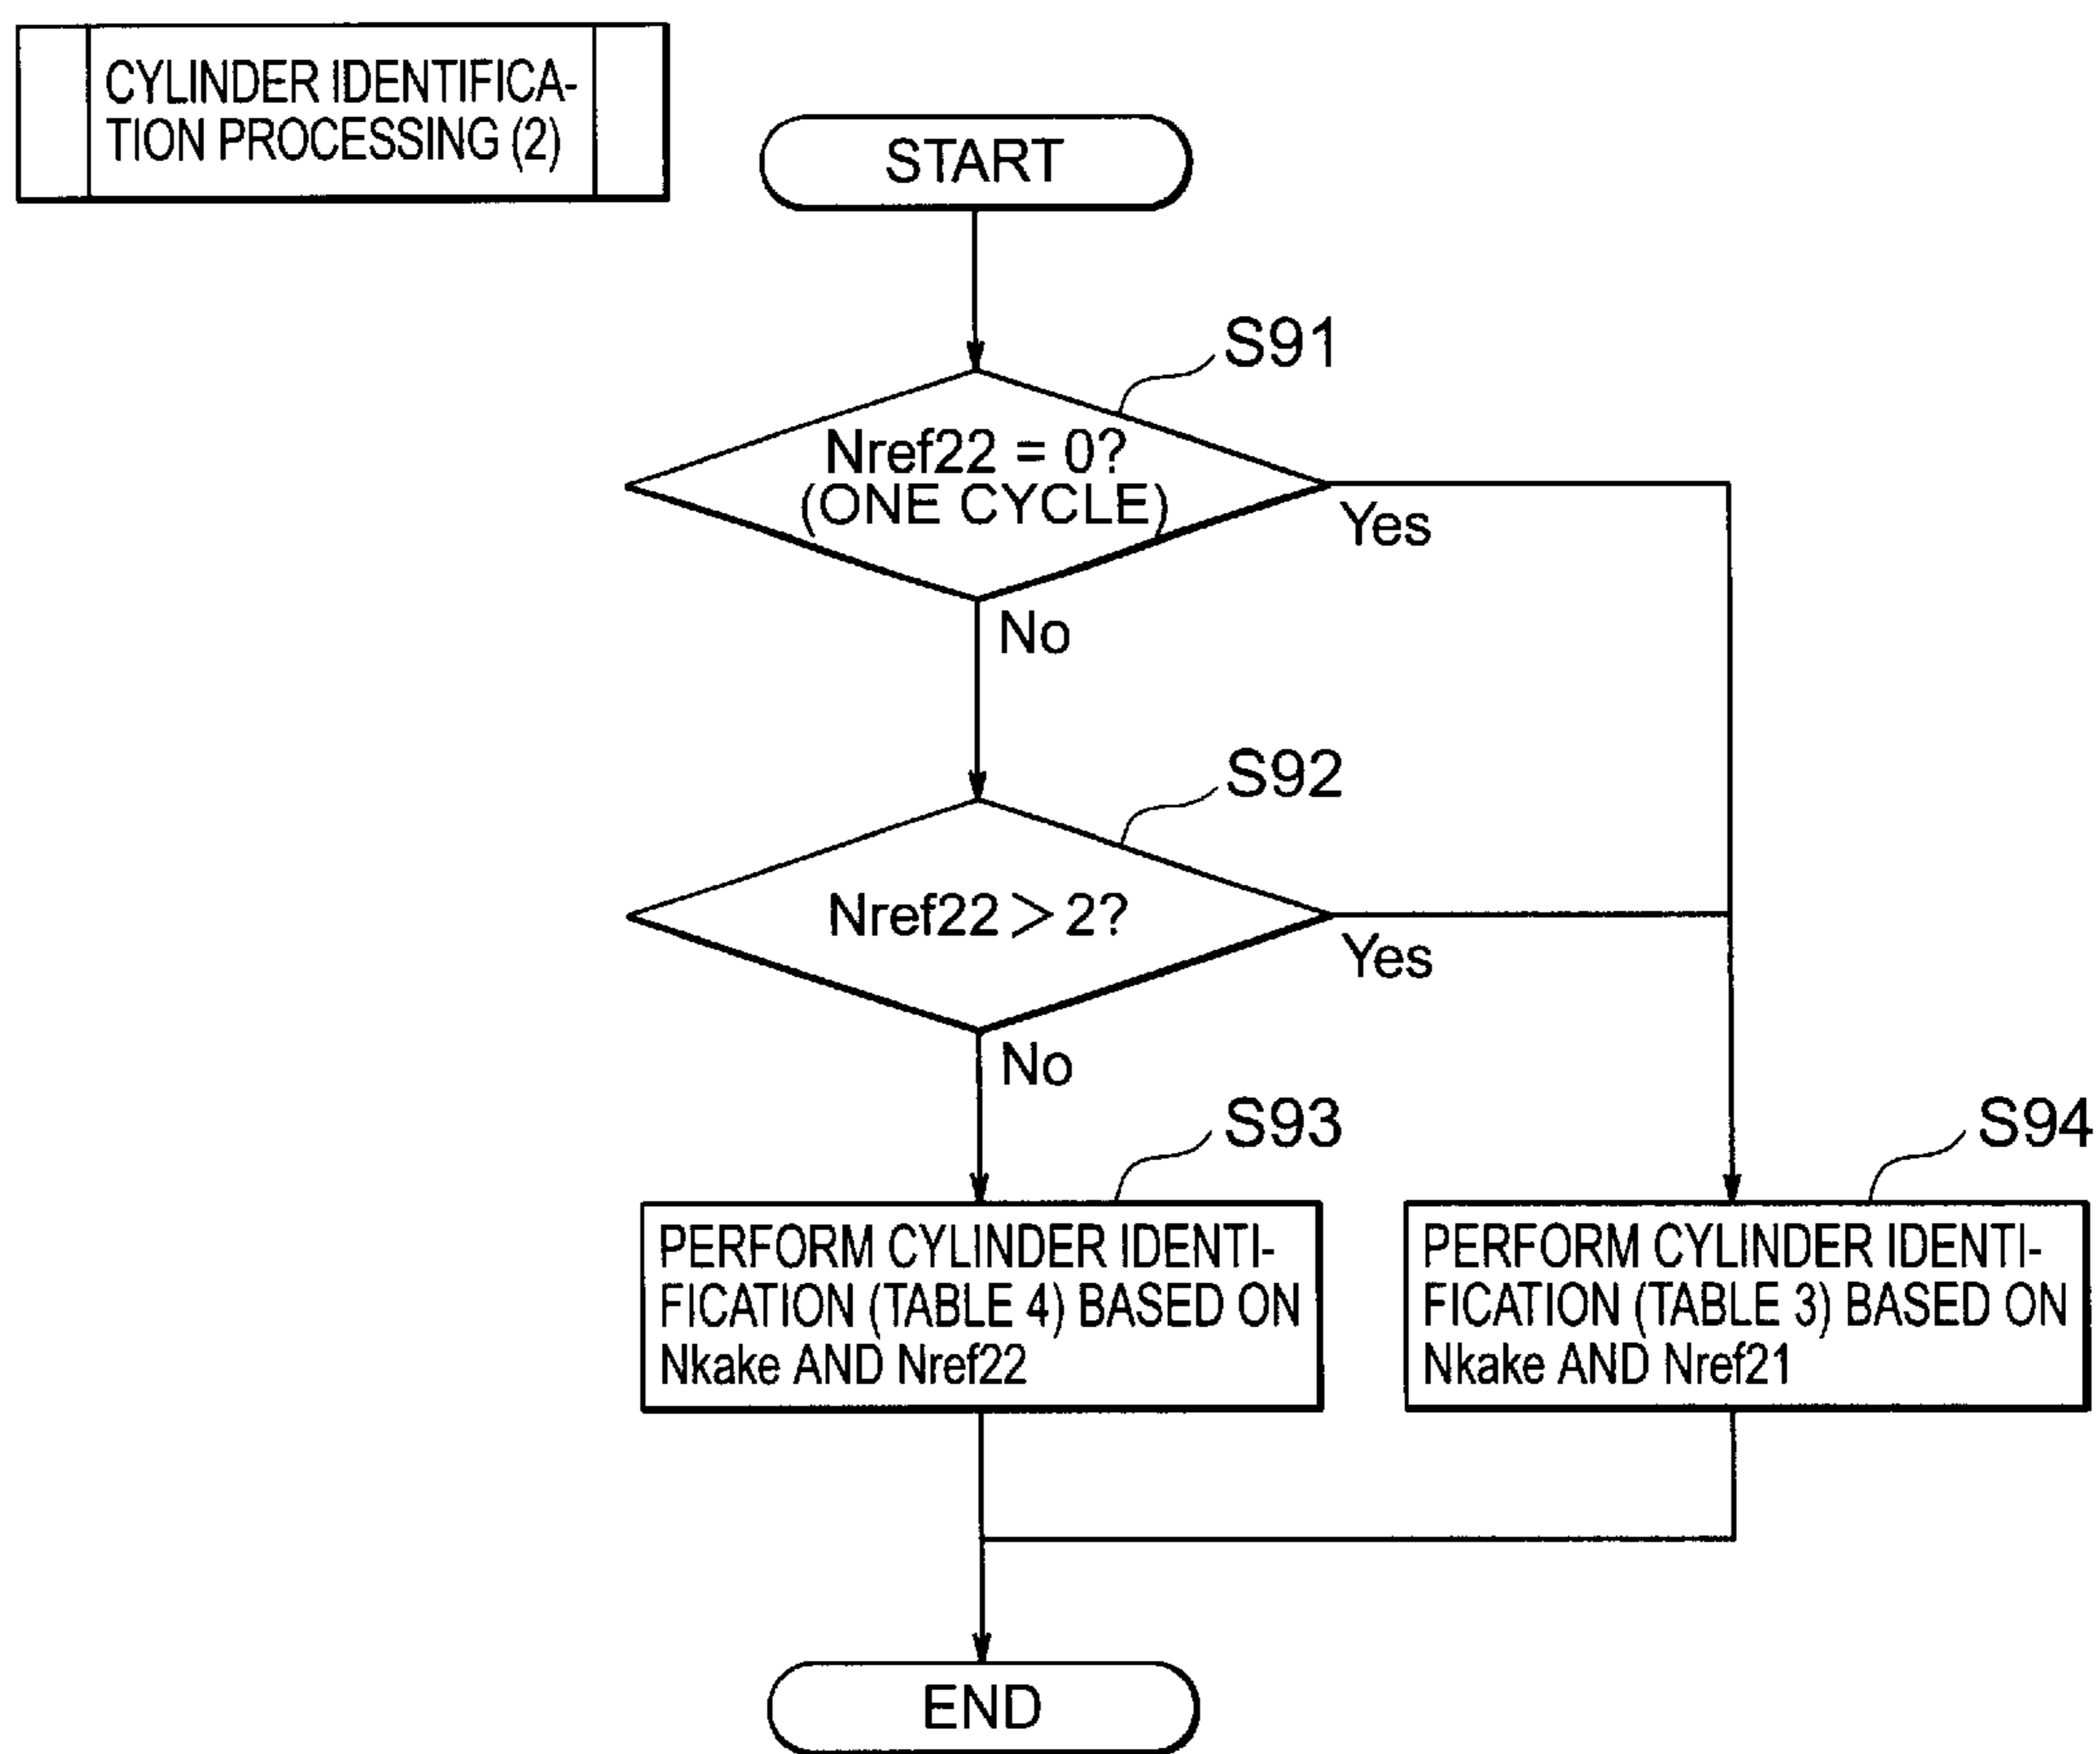 CYLINDER IDENTIFICA-
TION PROCESSING (2)
START
S91
Nref22 = 0?
(ONE CYCLE)
Yes
No
S92
Nref22 > 2?
Yes
No
S93
PERFORM CYLINDER IDENTI-
FICATION (TABLE 4) BASED ON
Nkake AND Nref22
S94
PERFORM CYLINDER IDENTI-
FICATION (TABLE 3) BASED ON
Nkake AND Nref21
END